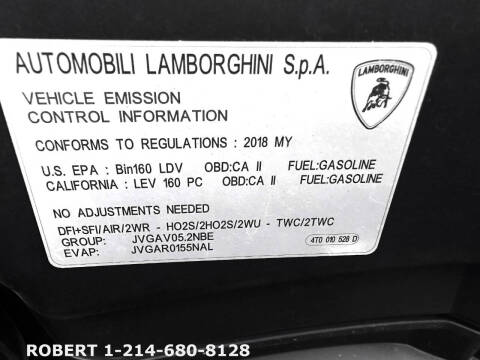 AUTOMOBILI LAMBORGHINI S.p.A.
LAMBORGHINI
VEHICLE EMISSION
CONTROL INFORMATION
CONFORMS TO REGULATIONS : 2018 MY
U.S. EPA : Bin160 LDV OBD:CA II FUEL:GASOLINE
CALIFORNIA : LEV 160 PC OBD:CA II FUEL:GASOLINE
NO ADJUSTMENTS NEEDED
DFI+SFI/AIR/2WR - HO2S/2HO2S/2WU - TWC/2TWC
GROUP: JVGAV05.2NBE
EVAP: JVGAR0155NAL
4T0 010 526 D
ROBERT 1-214-680-8128